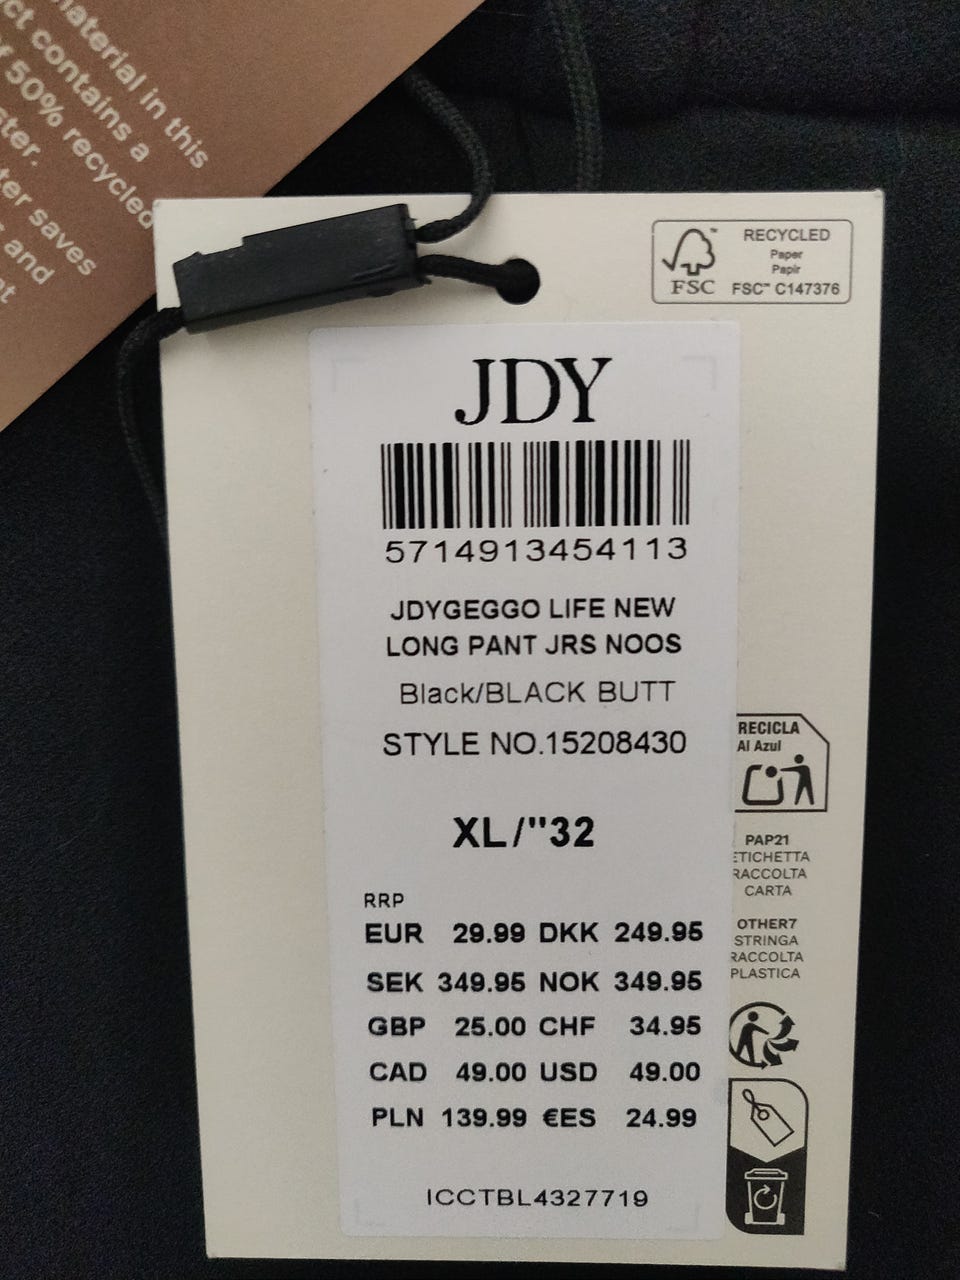 material in this
ct contains a
50% recycled
ster.
ter saves
s and
RECYCLED
Paper
Papir
FSC™ C147376
FSC
JDY
5714913454113
JDYGEGGO LIFE NEW
LONG PANT JRS NOOS
Black/BLACK BUTT
STYLE NO.15208430
XL/"32
RRP
EUR 29.99 DKK 249.95
SEK 349.95 NOK 349.95
GBP 25.00 CHF 34.95
CAD 49.00 USD 49.00
PLN 139.99 €ES 24.99
ICCTBL4327719
RECICLA
Al Azul
PAP21
ETICHETTA
RACCOLTA
CARTA
OTHER7
STRINGA
RACCOLTA
PLASTICA